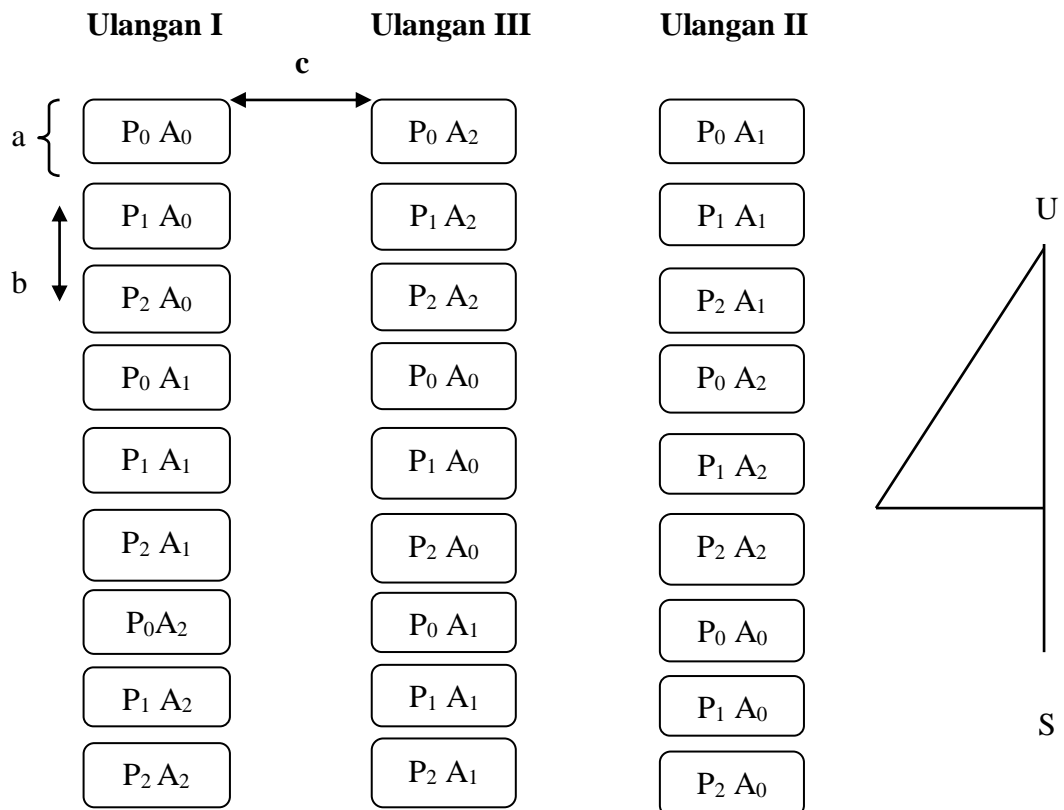 Ulangan I Ulangan III Ulangan II
c
a P₀ A₀ P₀ A₂ P₀ A₁
P₁ A₀ P₁ A₂ P₁ A₁
U
b P₂ A₀ P₂ A₂ P₂ A₁
P₀ A₁ P₀ A₀ P₀ A₂
P₁ A₁ P₁ A₀ P₁ A₂
P₂ A₁ P₂ A₀ P₂ A₂
P₀A₂ P₀ A₁ P₀ A₀
P₁ A₂ P₁ A₁ P₁ A₀
S
P₂ A₂ P₂ A₁ P₂ A₀